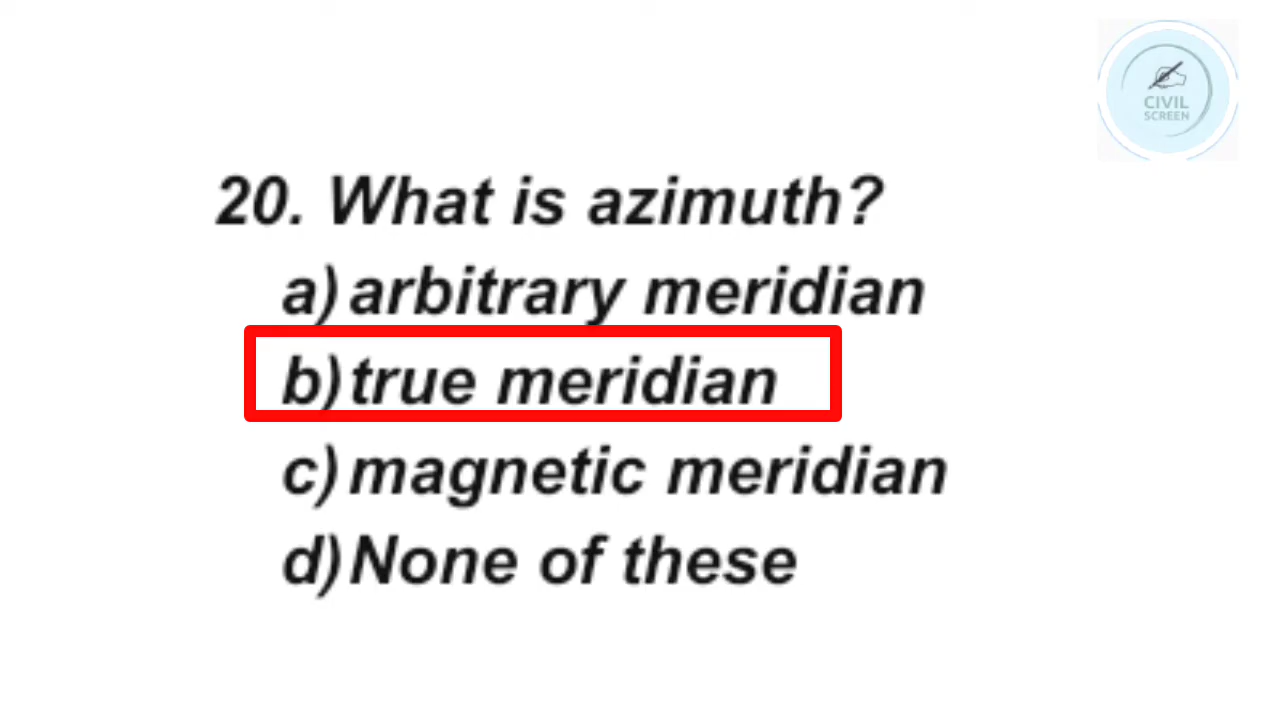 CIVIL
SCREEN
20. What is azimuth?
a) arbitrary meridian
b) true meridian
c) magnetic meridian
d) None of these